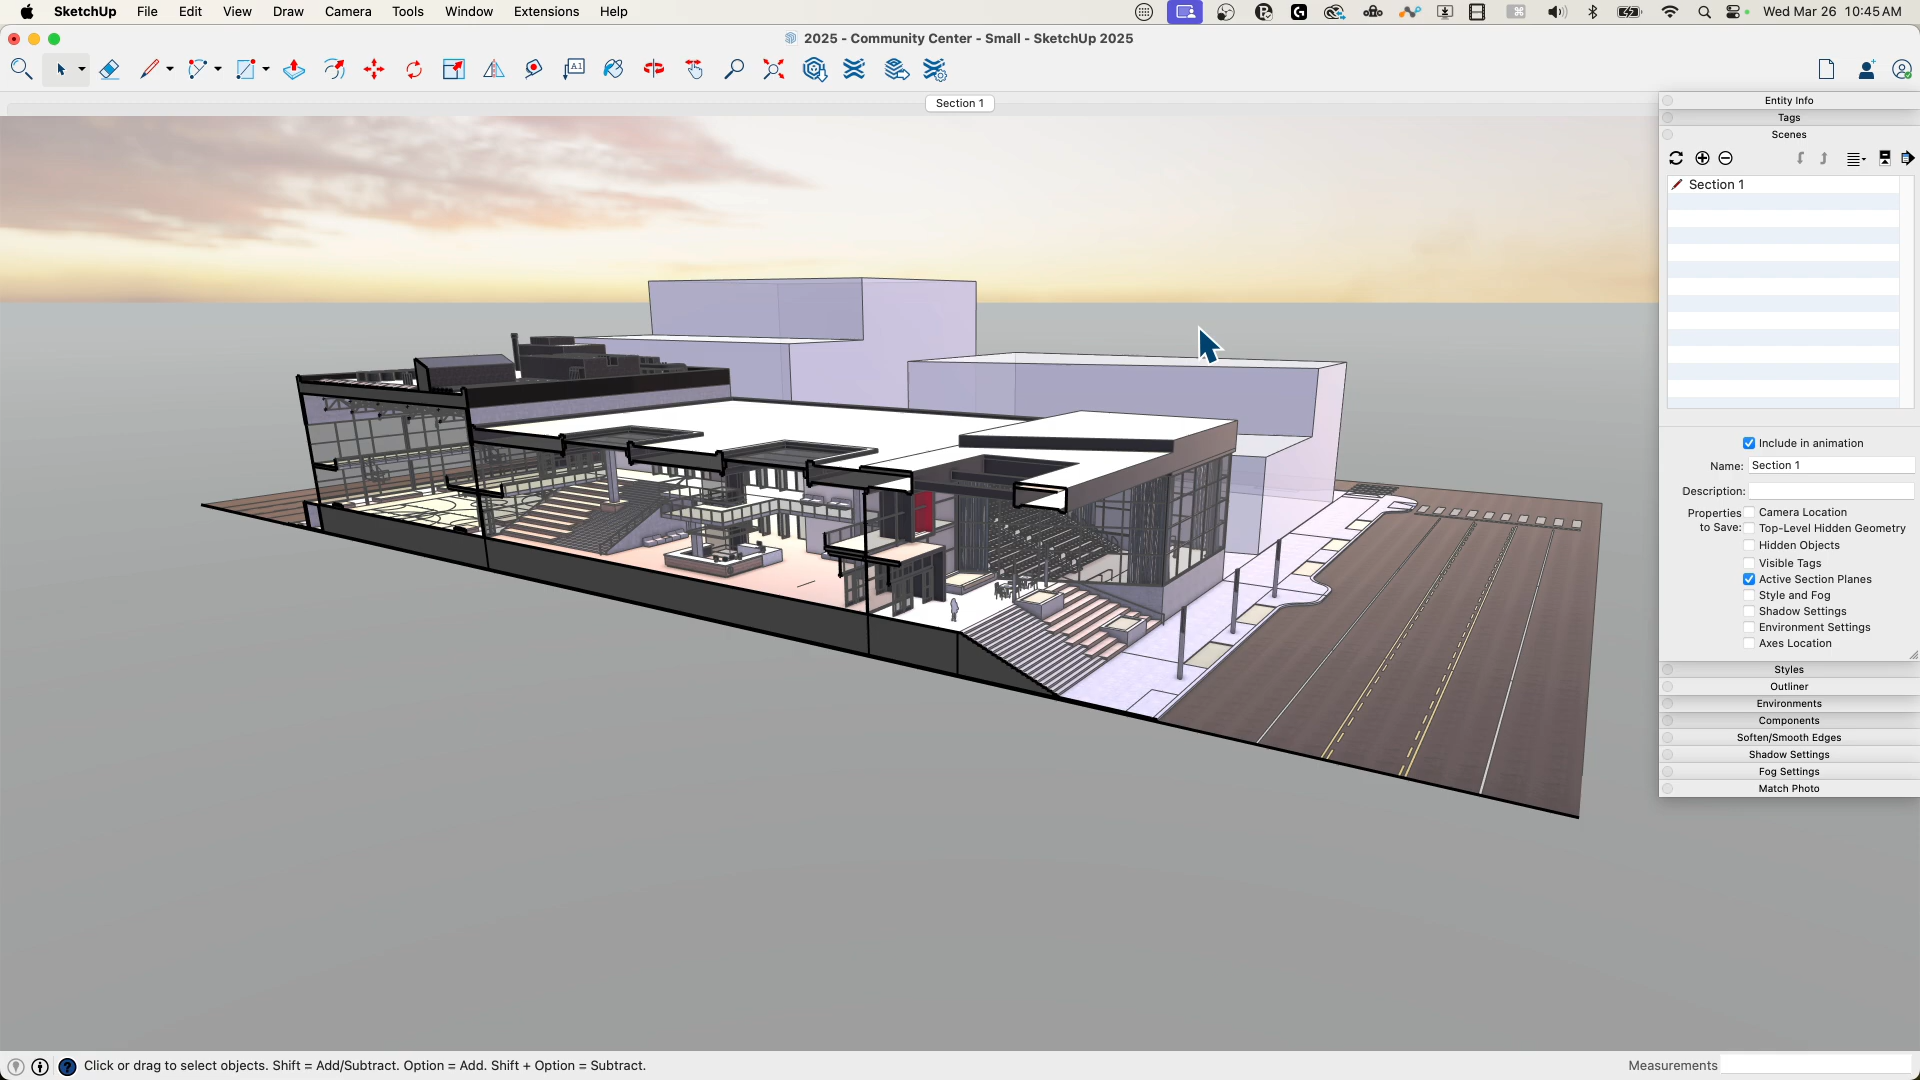 SketchUp File Edit View Draw Camera Tools Window Extensions Help Wed Mar 26 10:45 AM
2025 - Community Center - Small - SketchUp 2025
A1
Section 1
Entity Info
Tags
Scenes
Section 1
Include in animation
Name: Section 1
Description:
Properties to Save:
Camera Location
Top-Level Hidden Geometry
Hidden Objects
Visible Tags
Active Section Planes
Style and Fog
Shadow Settings
Environment Settings
Axes Location
Styles
Outliner
Environments
Components
Soften/Smooth Edges
Shadow Settings
Fog Settings
Match Photo
Click or drag to select objects. Shift = Add/Subtract. Option = Add. Shift + Option = Subtract.
Measurements